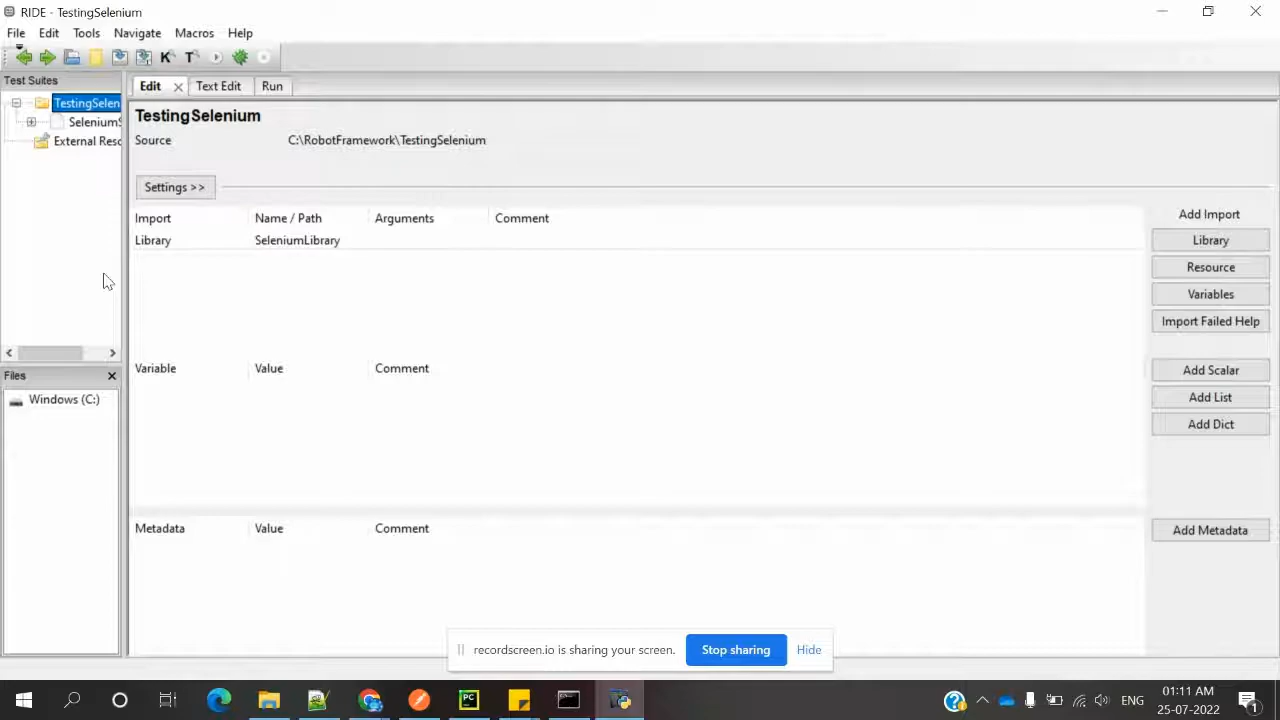 RIDE - TestingSelenium
File Edit Tools Navigate Macros Help
K T
Test Suites
Edit Text Edit Run
TestingSelen
SeleniumS
External Reso
TestingSelenium
Source C:\RobotFramework\TestingSelenium
Settings >>
Import Name / Path Arguments Comment
Library SeleniumLibrary
Add Import
Library
Resource
Variables
Import Failed Help
Variable Value Comment
Add Scalar
Add List
Add Dict
Files
Windows (C:)
Metadata Value Comment
Add Metadata
recordscreen.io is sharing your screen. Stop sharing Hide
PC
ENG
01:11 AM
25-07-2022
1